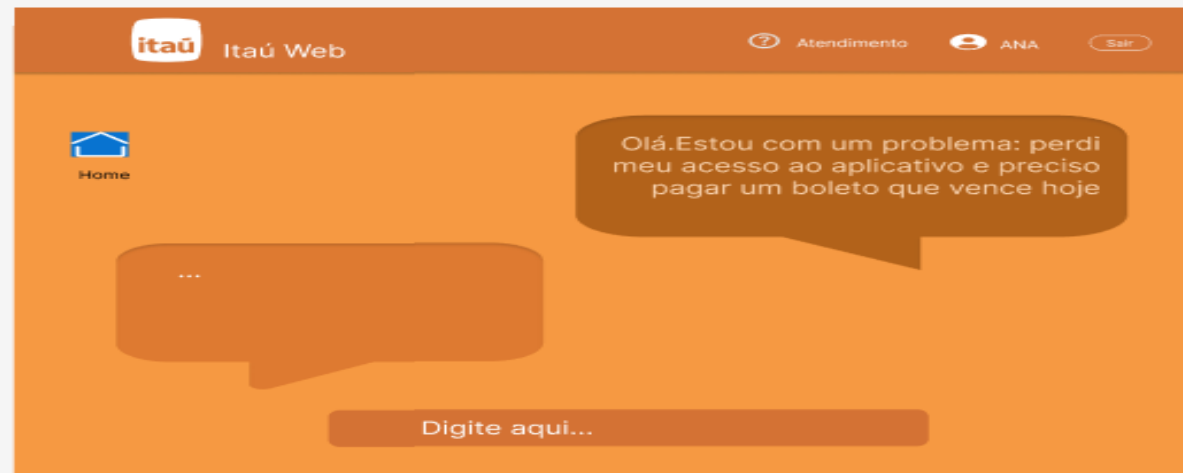 itaú
Itaú Web
Atendimento
ANA
Sair
Home
Olá.Estou com um problema: perdi
meu acesso ao aplicativo e preciso
pagar um boleto que vence hoje
...
Digite aqui...